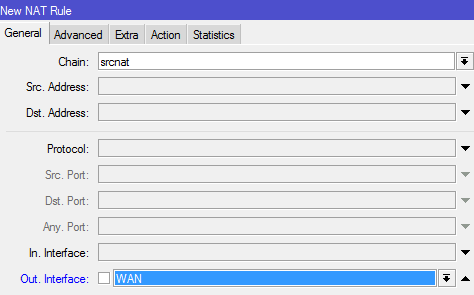 New NAT Rule
General Advanced Extra Action Statistics
Chain: srcnat
Src. Address:
Dst. Address:
Protocol:
Src. Port:
Dst. Port:
Any. Port:
In. Interface:
Out. Interface: WAN